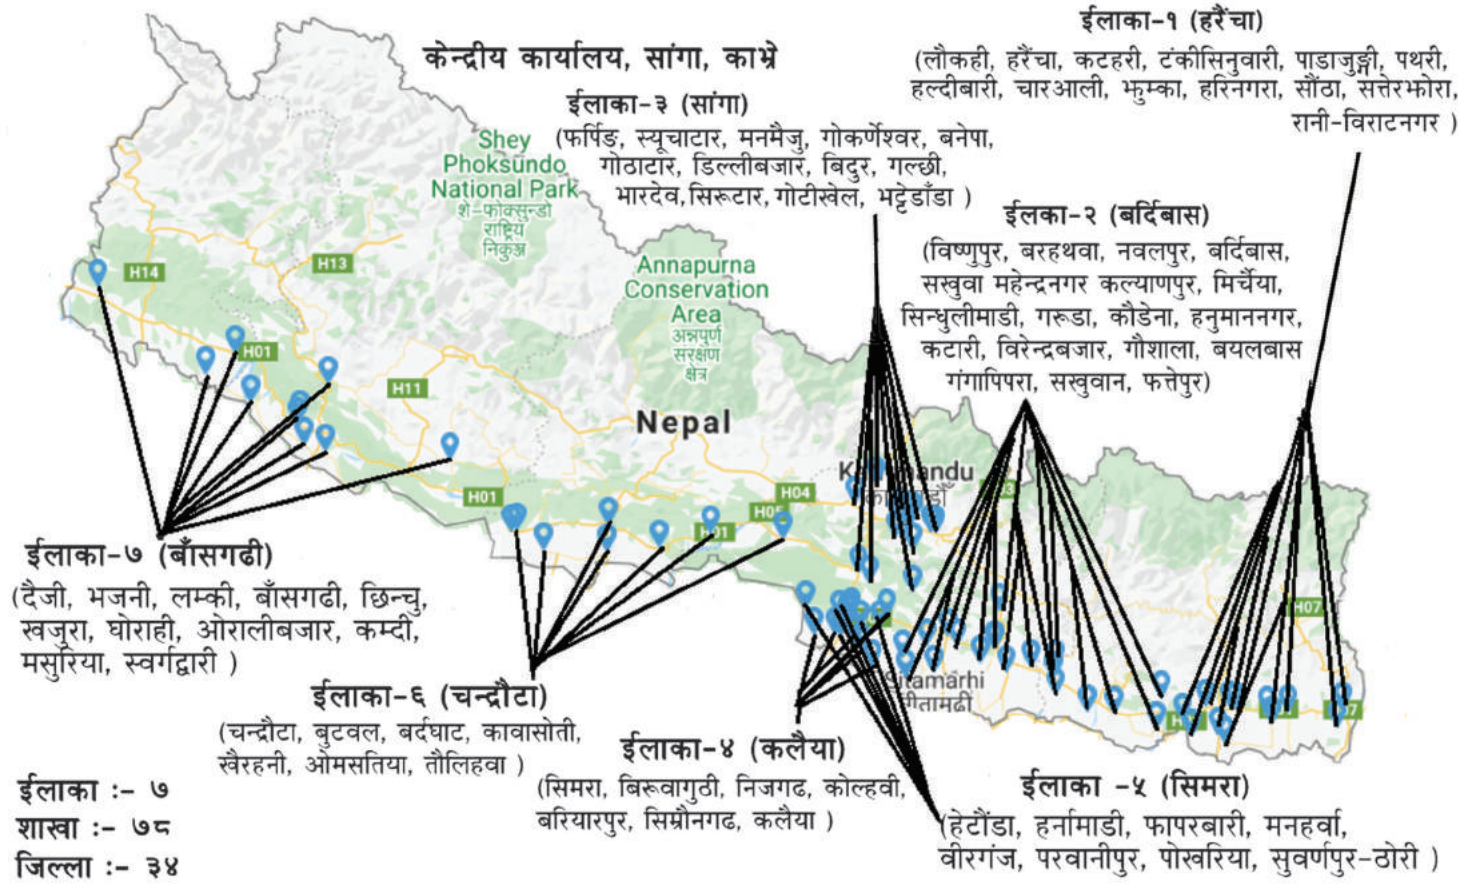 केन्द्रीय कार्यालय, सांगा, काभ्रे
ईलाका-१ (हरैंचा)
(लौकही, हरैंचा, कटहरी, टंकीसिनुवारी, पाडाजुङ्गी, पथरी,
हल्दीबारी, चारआली, झुम्का, हरिनगरा, सौंठा, सत्तेरझोरा,
रानी-विराटनगर )
ईलाका-३ (सांगा)
(फर्पिङ, स्यूचाटार, मनमैजु, गोकर्णेश्वर, बनेपा,
गोठाटार, डिल्लीबजार, बिदुर, गल्छी,
भारदेव,सिरूटार, गोटीखेल, भट्टेडाँडा )
ईलका-२ (बर्दिबास)
(विष्णुपुर, बरहथवा, नवलपुर, बर्दिबास,
सखुवा महेन्द्रनगर कल्याणपुर, मिर्चैया,
सिन्धुलीमाडी, गरूडा, कौडेना, हनुमाननगर,
कटारी, विरेन्द्रबजार, गौशाला, बयलबास
गंगापिपरा, सखुवान, फत्तेपुर)
Shey
Phoksundo
National Park
शे-फोक्सुन्डो
राष्ट्रिय
निकुञ्ज
Annapurna
Conservation
Area
अन्नपुर्ण
संरक्षण
क्षेत्र
Nepal
H14
H13
H01
H11
H01
H04
H01
H07
Sitamarhi
ईलाका-७ (बाँसगढी)
(दैजी, भजनी, लम्की, बाँसगढी, छिन्चु,
खजुरा, घोराही, ओरालीबजार, कम्दी,
मसुरिया, स्वर्गद्वारी )
ईलाका-६ (चन्द्रौटा)
(चन्द्रौटा, बुटवल, बर्दघाट, कावासोती,
खैरहनी, ओमसतिया, तौलिहवा )
ईलाका-४ (कलैया)
(सिमरा, बिरूवागुठी, निजगढ, कोल्हवी,
बरियारपुर, सिम्रौनगढ, कलैया )
ईलाका -५ (सिमरा)
(हेटौंडा, हर्नामाडी, फापरबारी, मनहर्वा,
वीरगंज, परवानीपुर, पोखरिया, सुवर्णपुर-ठोरी )
ईलाका :- ७
शाखा :- ७८
जिल्ला :- ३४